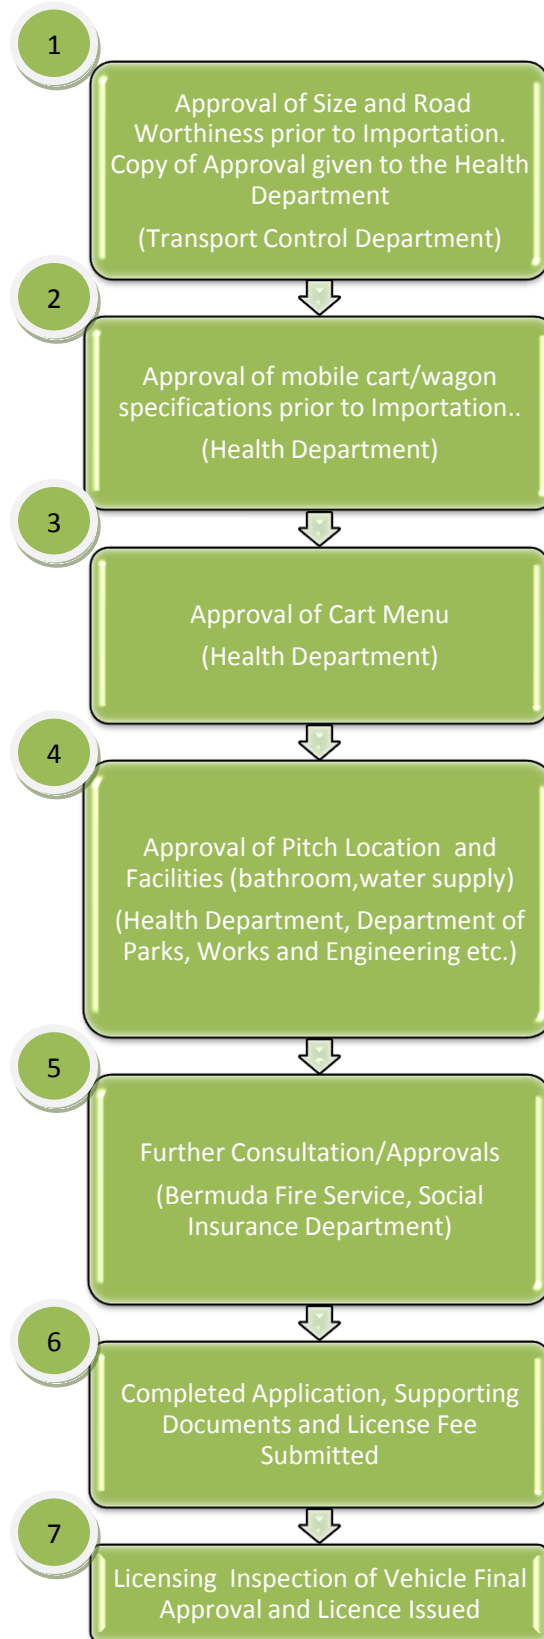 1
Approval of Size and Road
Worthiness prior to Importation.
Copy of Approval given to the Health
Department
(Transport Control Department)
2
Approval of mobile cart/wagon
specifications prior to Importation..
(Health Department)
3
Approval of Cart Menu
(Health Department)
4
Approval of Pitch Location and
Facilities (bathroom,water supply)
(Health Department, Department of
Parks, Works and Engineering etc.)
5
Further Consultation/Approvals
(Bermuda Fire Service, Social
Insurance Department)
6
Completed Application, Supporting
Documents and License Fee
Submitted
7
Licensing Inspection of Vehicle Final
Approval and Licence Issued